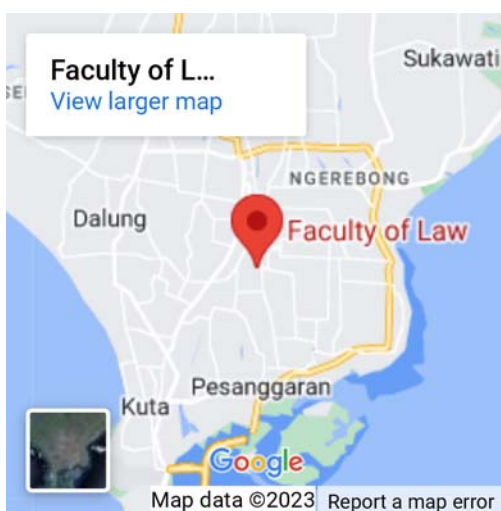 Faculty of L...
View larger map
Sukawati
NGEREBONG
Dalung
Faculty of Law
Pesanggaran
Kuta
Google
Map data ©2023
Report a map error